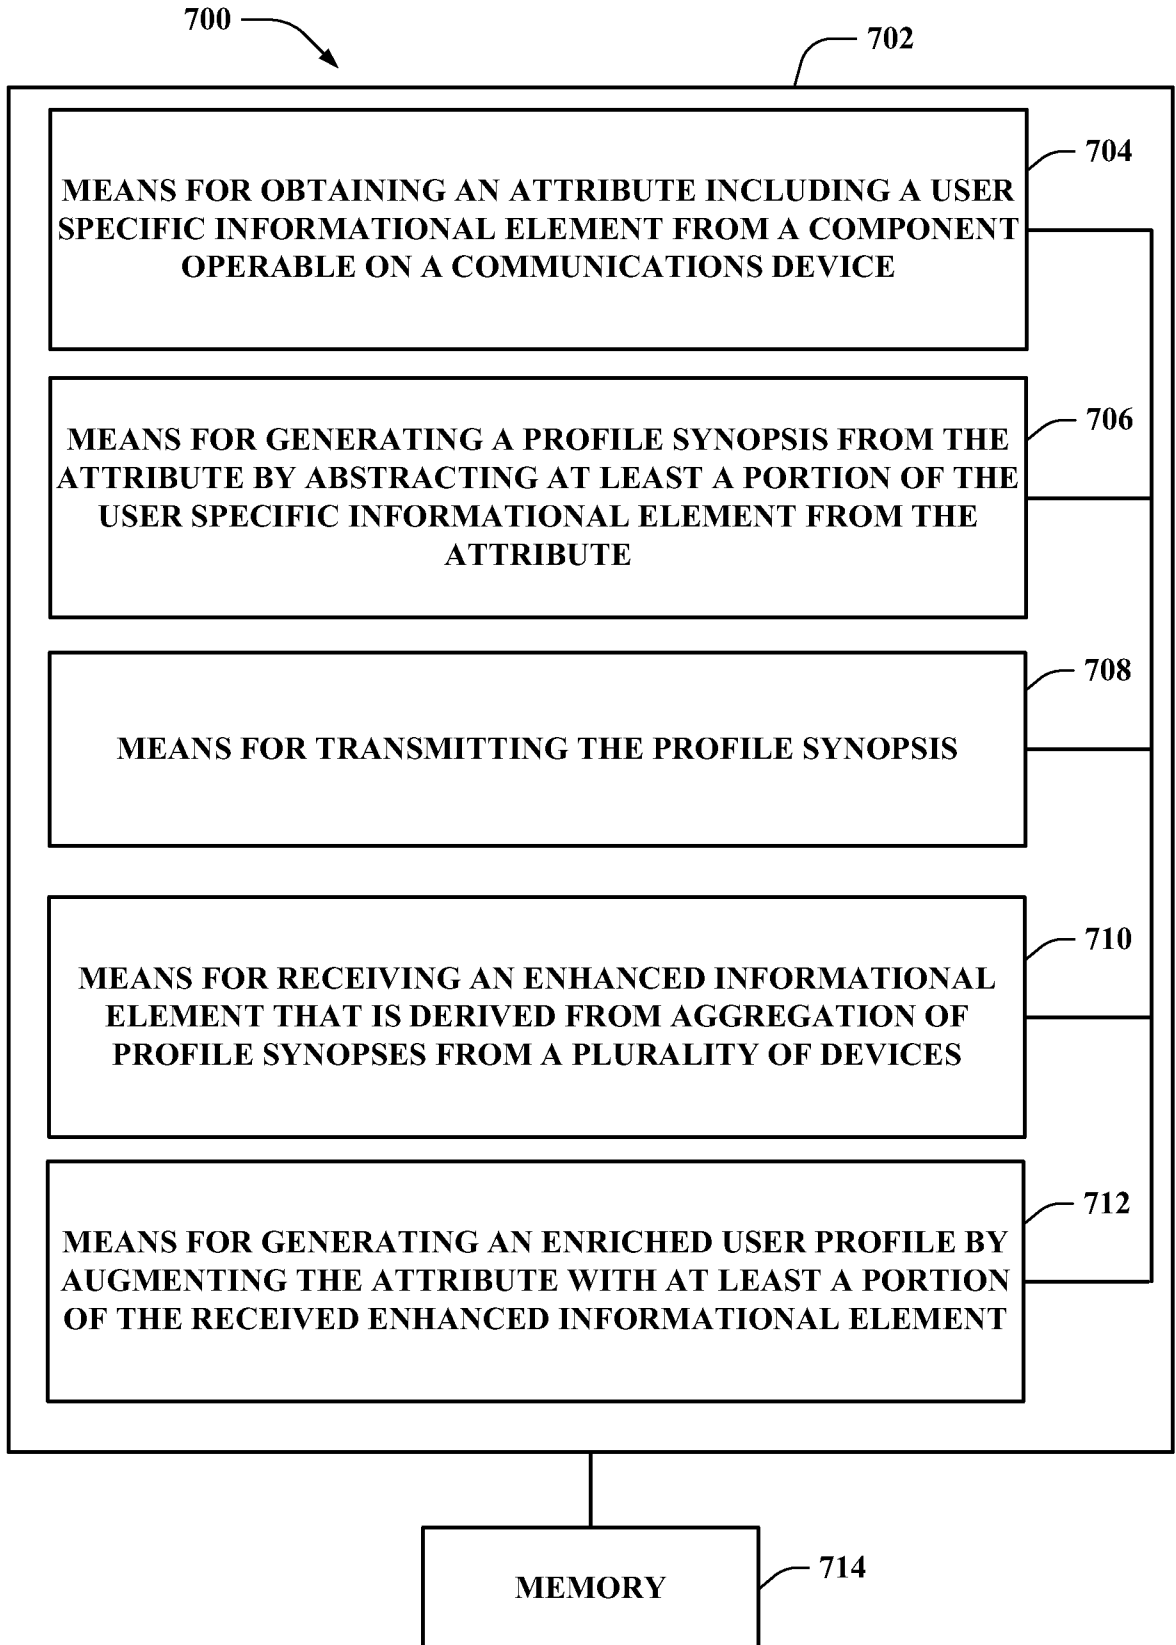 700
702
MEANS FOR OBTAINING AN ATTRIBUTE INCLUDING A USER
SPECIFIC INFORMATIONAL ELEMENT FROM A COMPONENT
OPERABLE ON A COMMUNICATIONS DEVICE
704
MEANS FOR GENERATING A PROFILE SYNOPSIS FROM THE
ATTRIBUTE BY ABSTRACTING AT LEAST A PORTION OF THE
USER SPECIFIC INFORMATIONAL ELEMENT FROM THE
ATTRIBUTE
706
MEANS FOR TRANSMITTING THE PROFILE SYNOPSIS
708
MEANS FOR RECEIVING AN ENHANCED INFORMATIONAL
ELEMENT THAT IS DERIVED FROM AGGREGATION OF
PROFILE SYNOPSES FROM A PLURALITY OF DEVICES
710
MEANS FOR GENERATING AN ENRICHED USER PROFILE BY
AUGMENTING THE ATTRIBUTE WITH AT LEAST A PORTION
OF THE RECEIVED ENHANCED INFORMATIONAL ELEMENT
712
MEMORY
714